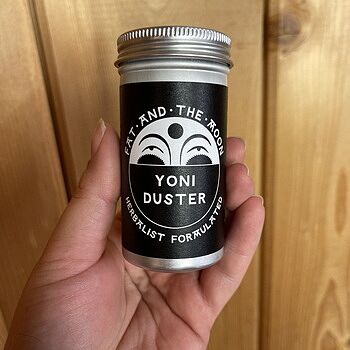 FAT · AND · THE · MOON
YONI
DUSTER
HERBALIST FORMULATED